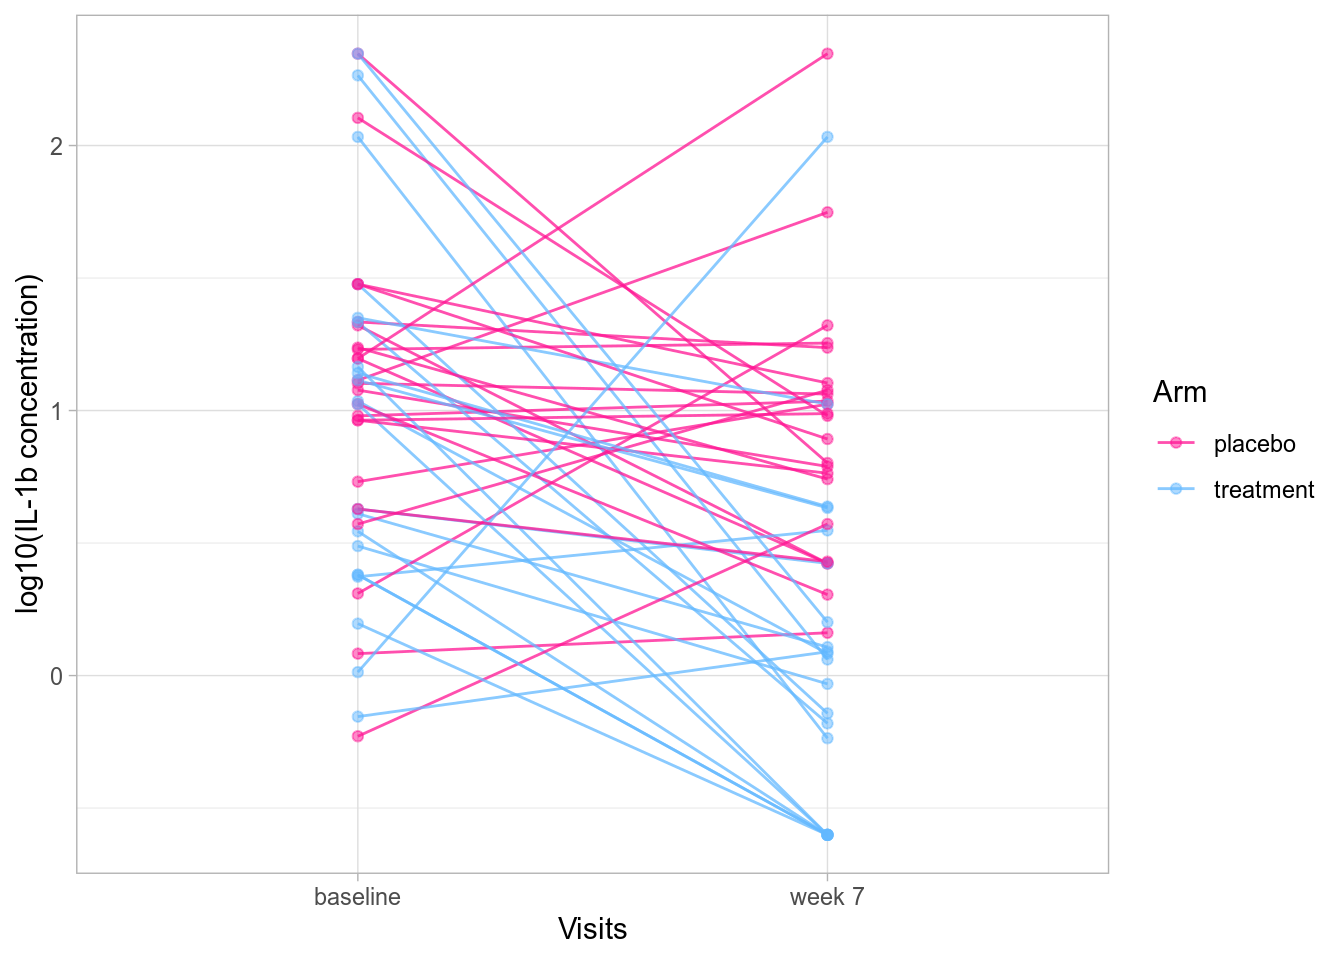 log10(IL-1b concentration)
2
1
0
baseline
week 7
Visits
Arm
placebo
treatment